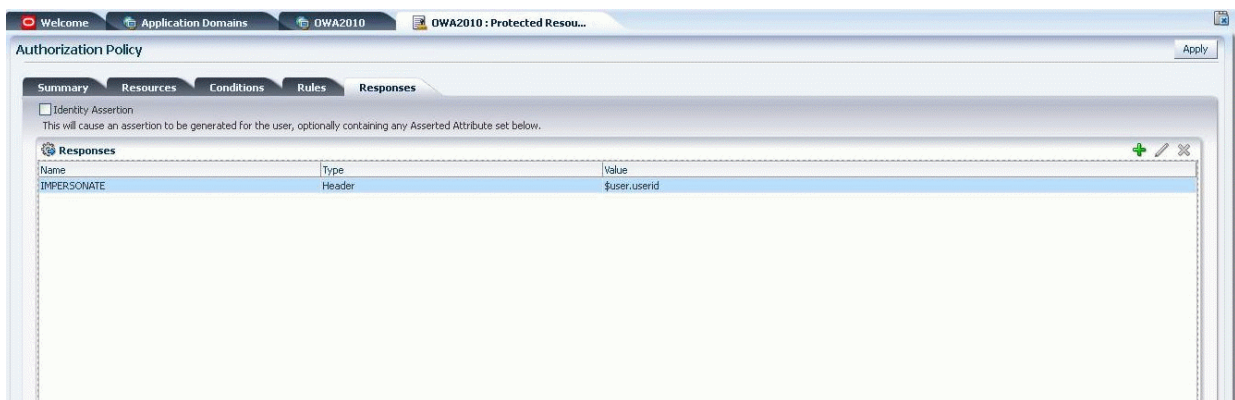 Welcome Application Domains OWA2010 OWA2010 : Protected Resou...
Authorization Policy Apply
Summary Resources Conditions Rules Responses
Identity Assertion
This will cause an assertion to be generated for the user, optionally containing any Asserted Attribute set below.
Responses
Name Type Value
IMPERSONATE Header $user.userid